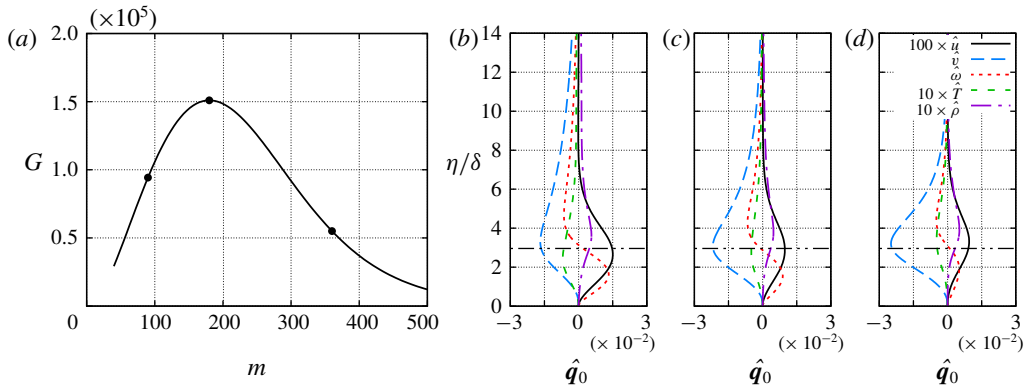 (a)
(×10⁵)
2.0
1.5
G
1.0
0.5
0
100
200
300
400
500
m
(b)
14
12
10
η/δ
8
6
4
2
0
−3
0
3
(× 10⁻²)
q̂₀
(c)
−3
0
3
(× 10⁻²)
q̂₀
(d)
100 × û
v̂
ω̂
10 × T̂
10 × ρ̂
−3
0
3
(× 10⁻²)
q̂₀